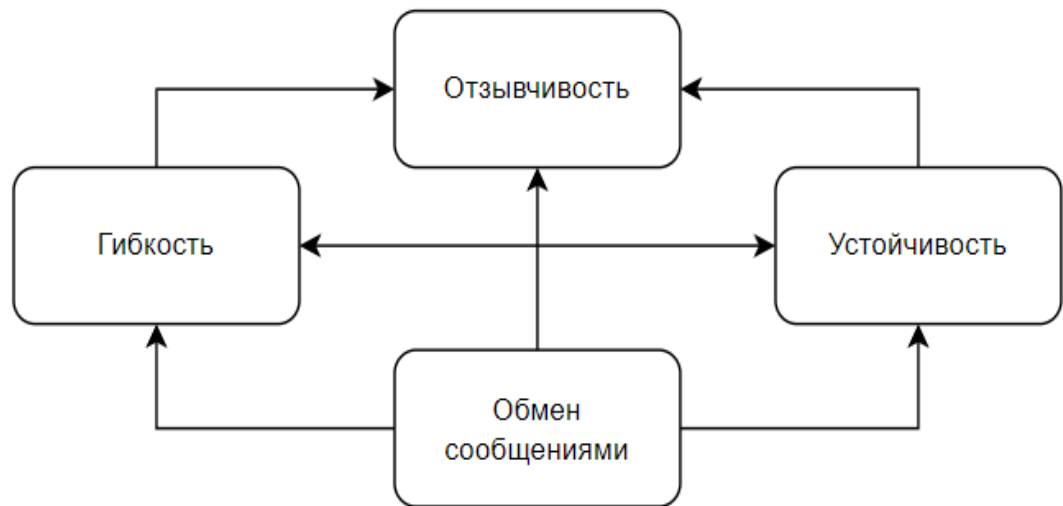 Отзывчивость
Гибкость
Устойчивость
Обмен
сообщениями